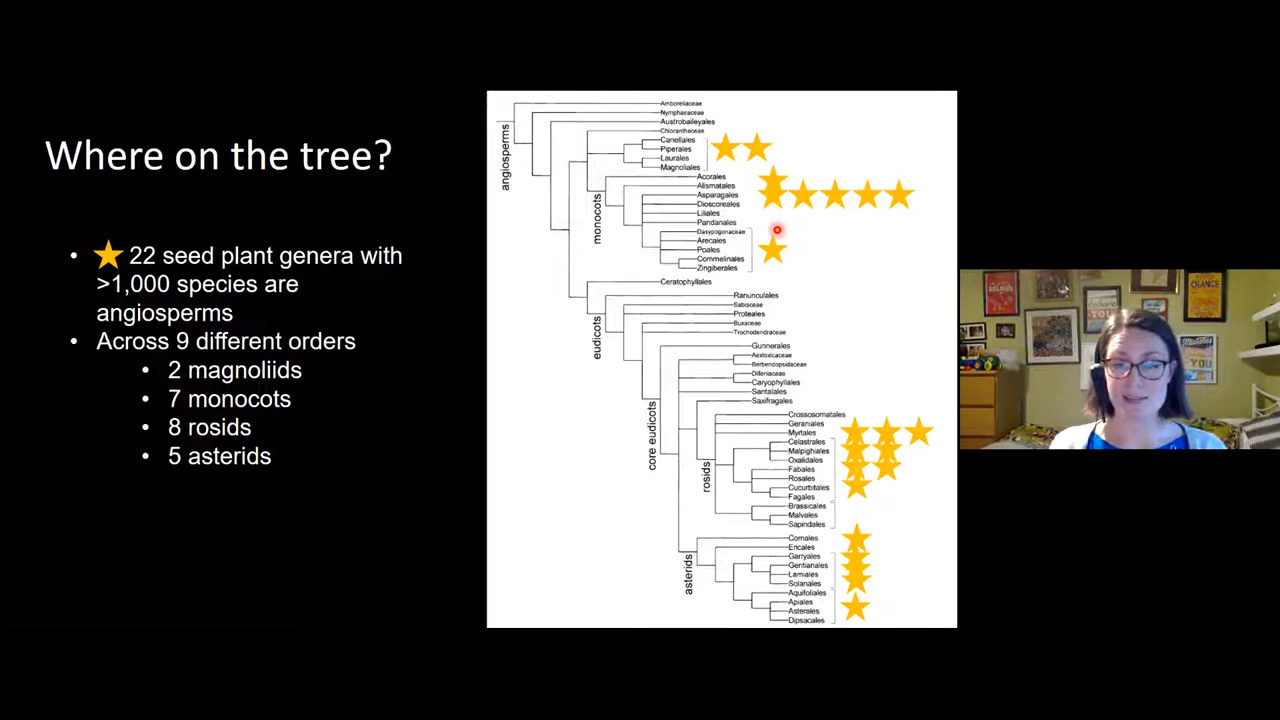 Where on the tree?
• 22 seed plant genera with
>1,000 species are
angiosperms
• Across 9 different orders
• 2 magnoliids
• 7 monocots
• 8 rosids
• 5 asterids
angiosperms
monocots
eudicots
core eudicots
rosids
asterids
Amborellaceae
Nymphaeaceae
Austrobaileyales
Chloranthaceae
Canellales
Piperales
Laurales
Magnoliales
Acorales
Alismatales
Asparagales
Dioscoreales
Liliales
Pandanales
Dasypogonaceae
Arecales
Poales
Commelinales
Zingiberales
Ceratophyllales
Ranunculales
Sabiaceae
Proteales
Buxaceae
Trochodendraceae
Gunnerales
Aextoxicaceae
Berberidopsidaceae
Dilleniaceae
Caryophyllales
Santalales
Saxifragales
Crossosomatales
Geraniales
Myrtales
Celastrales
Malpighiales
Oxalidales
Fabales
Rosales
Cucurbitales
Fagales
Brassicales
Malvales
Sapindales
Cornales
Ericales
Garryales
Gentianales
Lamiales
Solanales
Aquifoliales
Apiales
Asterales
Dipsacales
BELIEVE
YOU
CHANGE
Mistakes